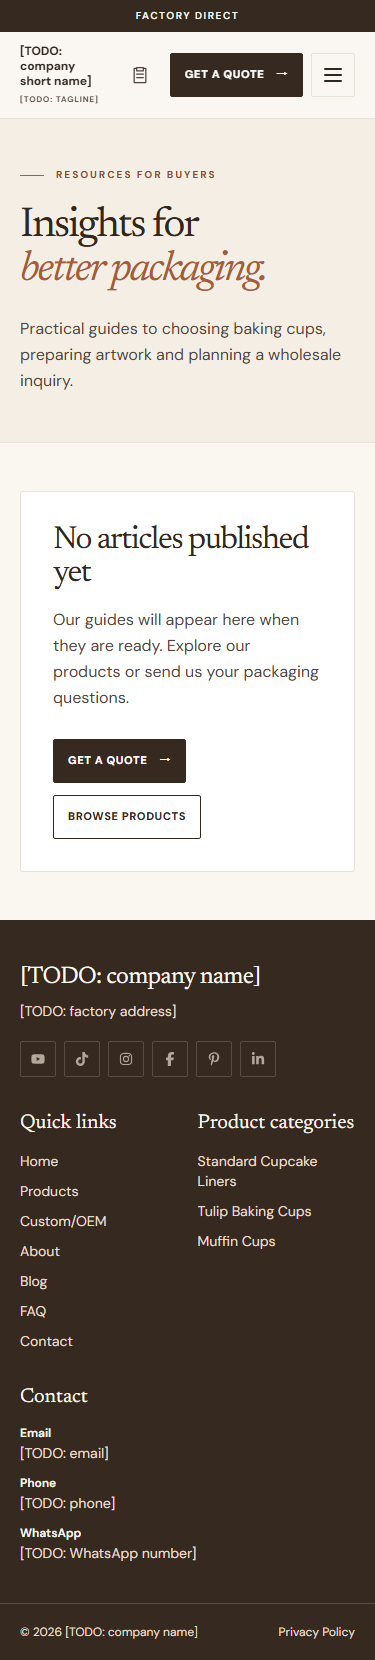 FACTORY DIRECT
[TODO:
company
short name]
[TODO: TAGLINE]
GET A QUOTE →
RESOURCES FOR BUYERS
Insights for
better packaging.
Practical guides to choosing baking cups,
preparing artwork and planning a wholesale
inquiry.
No articles published
yet
Our guides will appear here when
they are ready. Explore our
products or send us your packaging
questions.
GET A QUOTE →
BROWSE PRODUCTS
[TODO: company name]
[TODO: factory address]
Quick links
Home
Products
Custom/OEM
About
Blog
FAQ
Contact
Product categories
Standard Cupcake
Liners
Tulip Baking Cups
Muffin Cups
Contact
Email
[TODO: email]
Phone
[TODO: phone]
WhatsApp
[TODO: WhatsApp number]
© 2026 [TODO: company name]
Privacy Policy